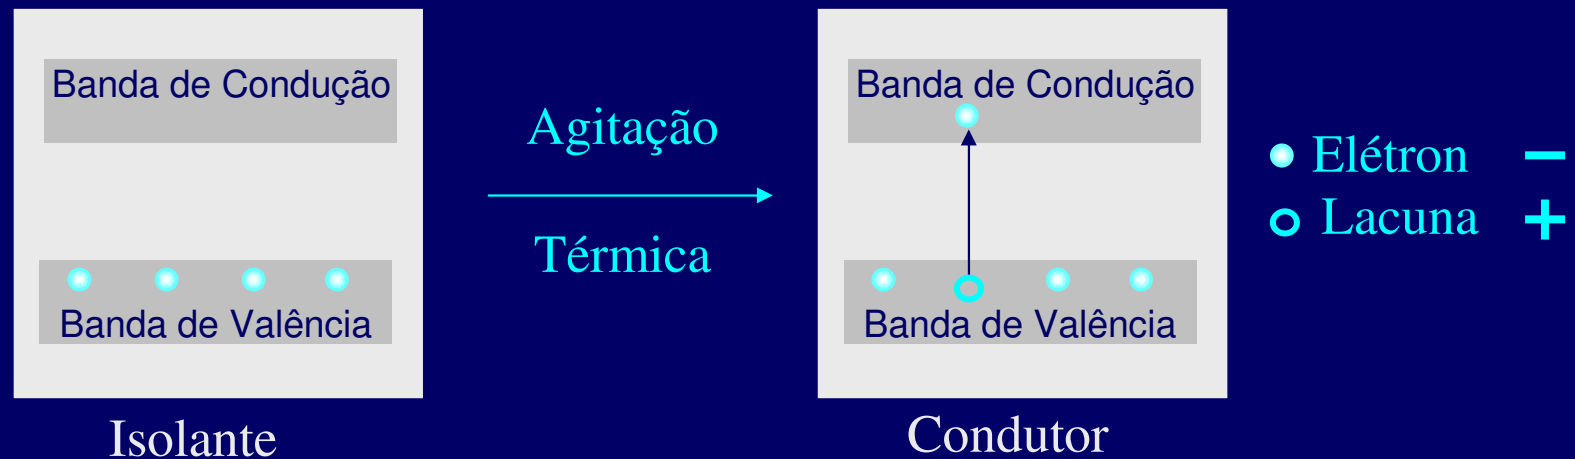 Banda de Condução
Banda de Valência
Isolante
Agitação
Térmica
Banda de Condução
Banda de Valência
Condutor
Elétron −
Lacuna +